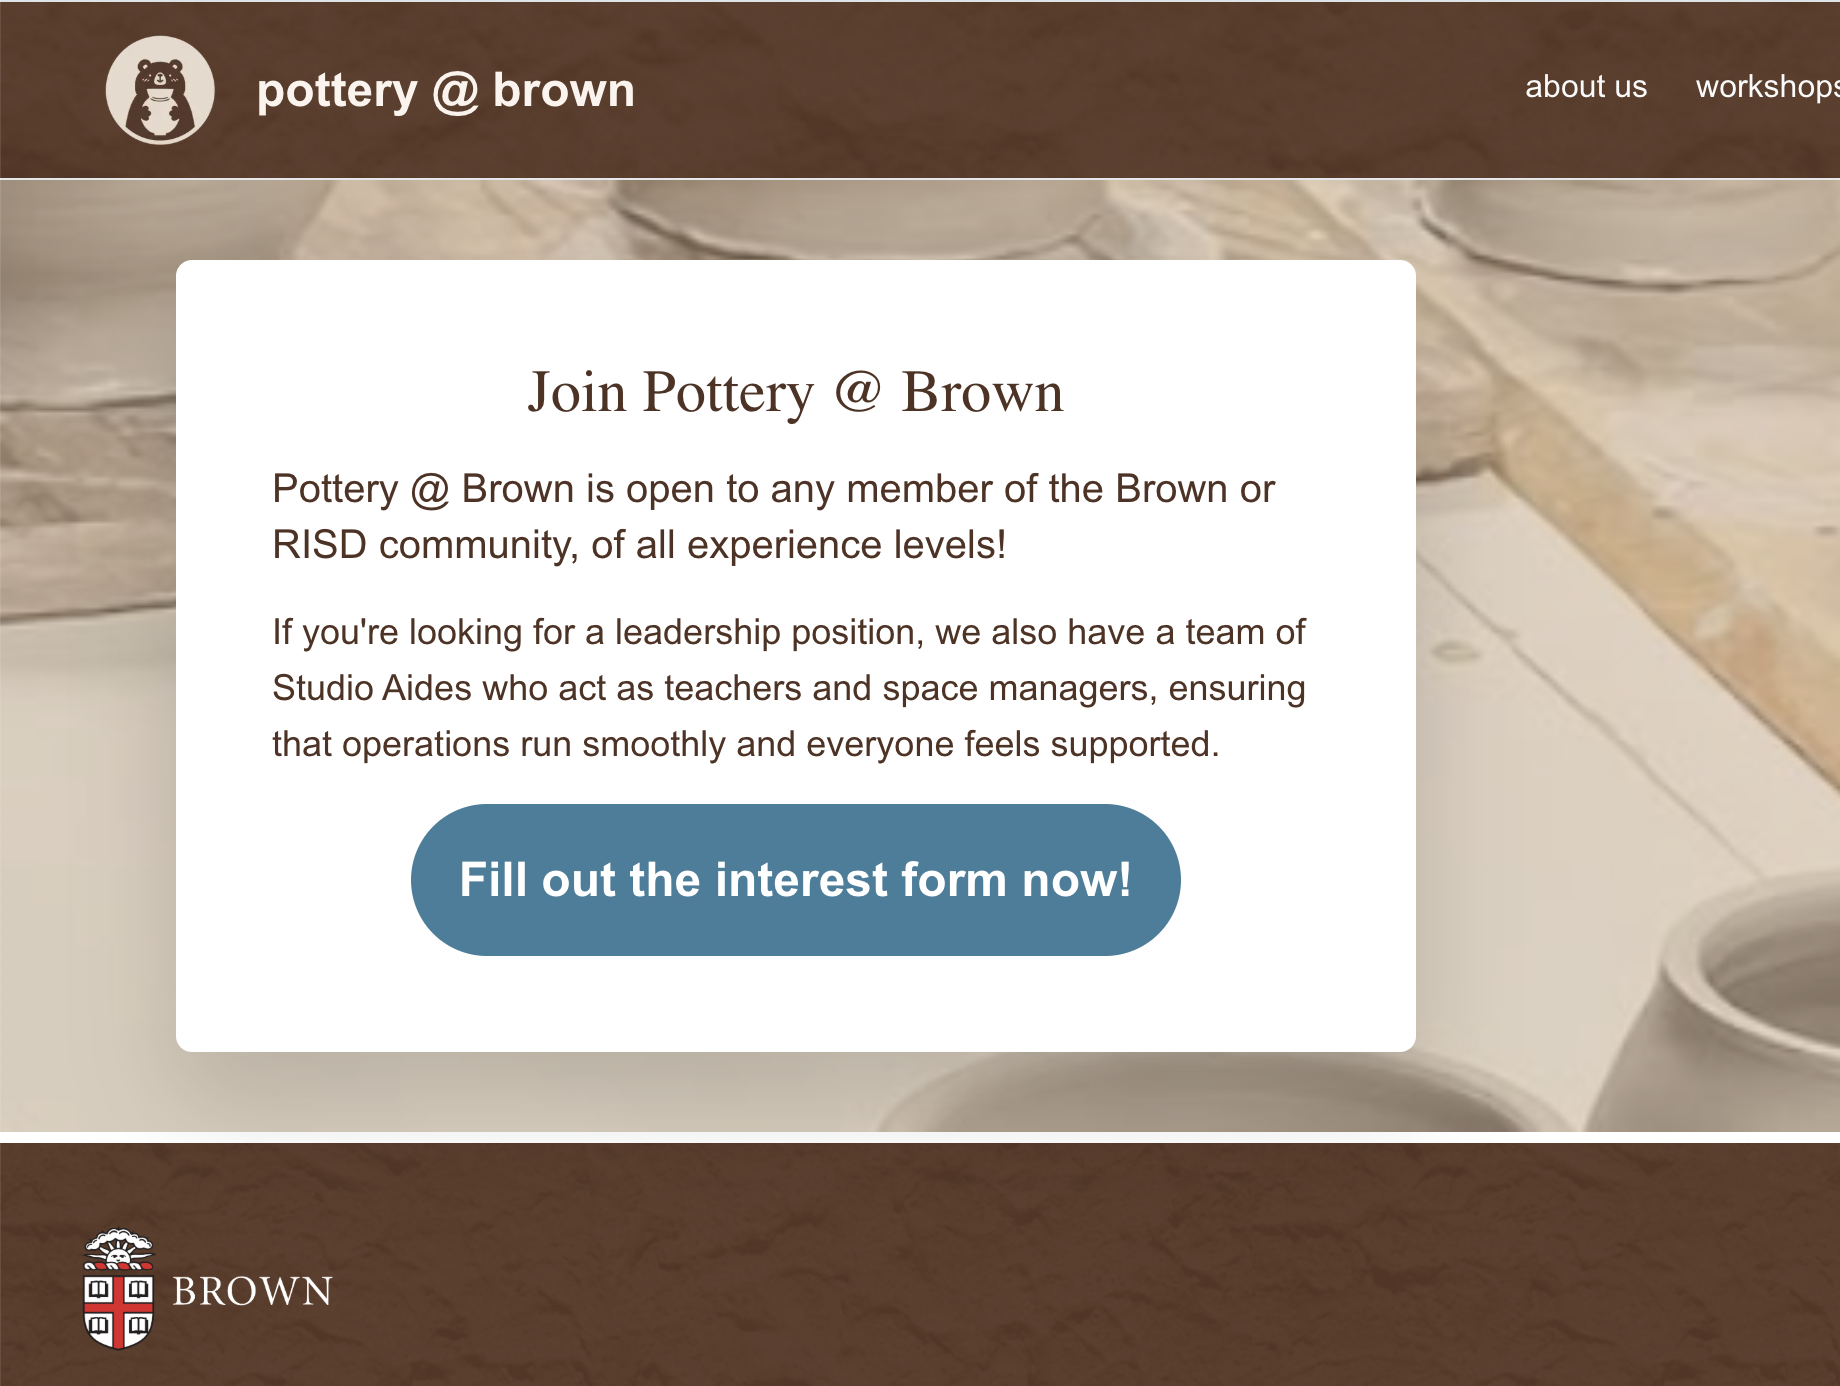 pottery @ brown
about us workshops
Join Pottery @ Brown
Pottery @ Brown is open to any member of the Brown or
RISD community, of all experience levels!
If you're looking for a leadership position, we also have a team of
Studio Aides who act as teachers and space managers, ensuring
that operations run smoothly and everyone feels supported.
Fill out the interest form now!
BROWN